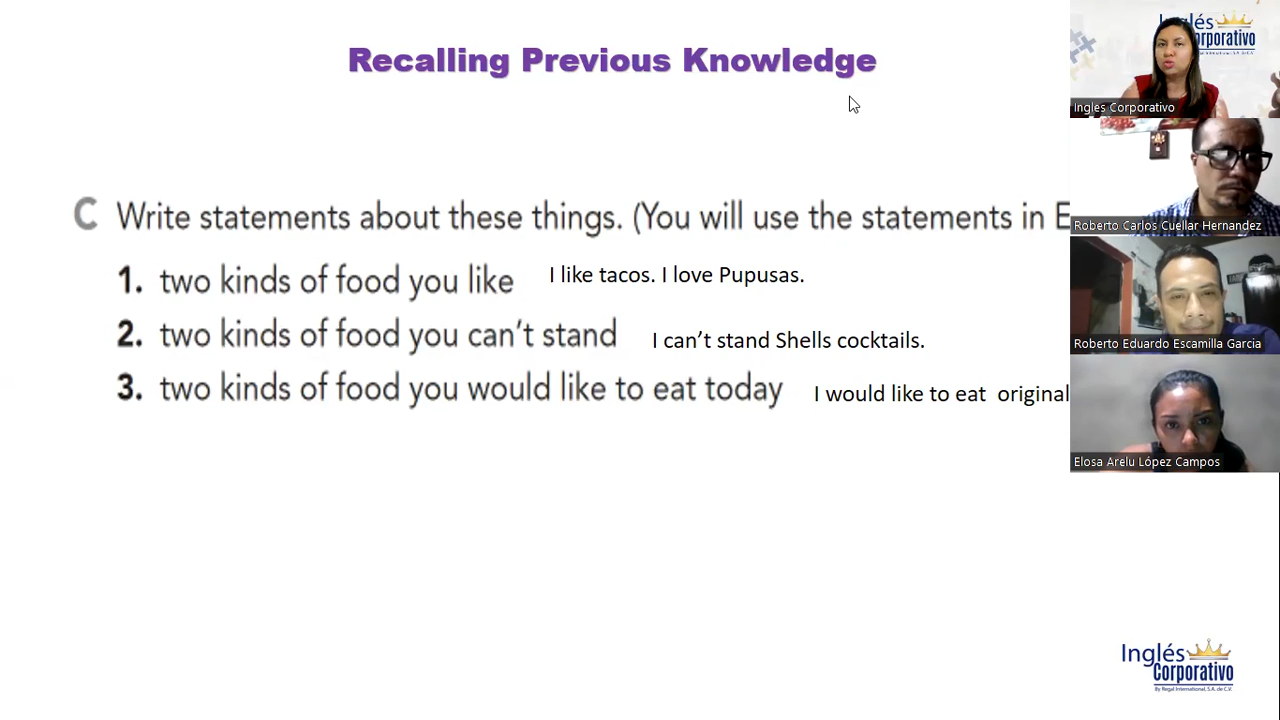 Recalling Previous Knowledge
C Write statements about these things. (You will use the statements in E
1. two kinds of food you like I like tacos. I love Pupusas.
2. two kinds of food you can't stand I can’t stand Shells cocktails.
3. two kinds of food you would like to eat today I would like to eat original
Inglés
Corporativo
Ingles Corporativo
Roberto Carlos Cuellar Hernandez
Roberto Eduardo Escamilla Garcia
Elosa Arelu López Campos
Inglés
Corporativo
By Regal International, S.A. de C.V.